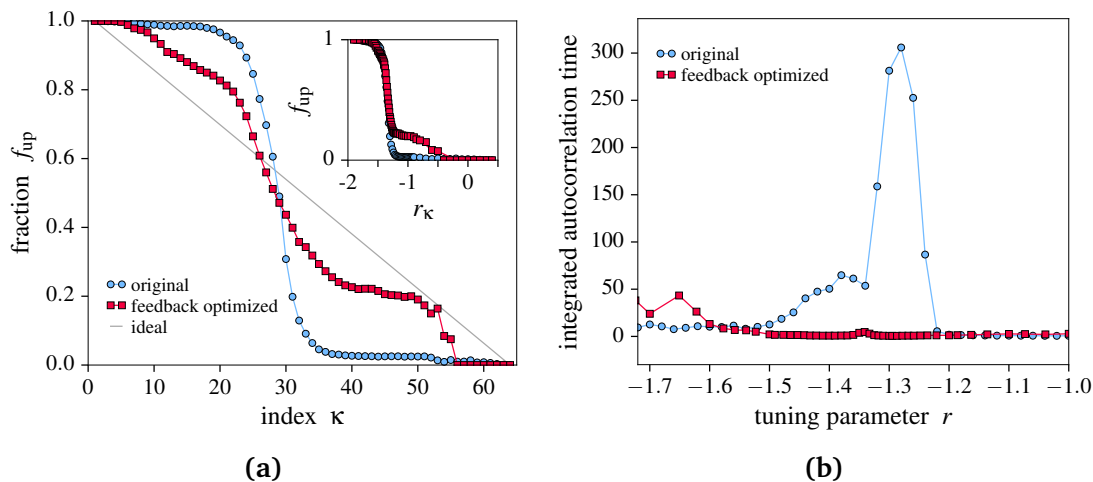 1.0
0.8
0.6
0.4
0.2
0.0
fraction f_up
0
10
20
30
40
50
60
index κ
original
feedback optimized
ideal
1
0
f_up
−2
−1
0
r_κ
(a)
300
250
200
150
100
50
0
integrated autocorrelation time
original
feedback optimized
−1.7
−1.6
−1.5
−1.4
−1.3
−1.2
−1.1
−1.0
tuning parameter r
(b)